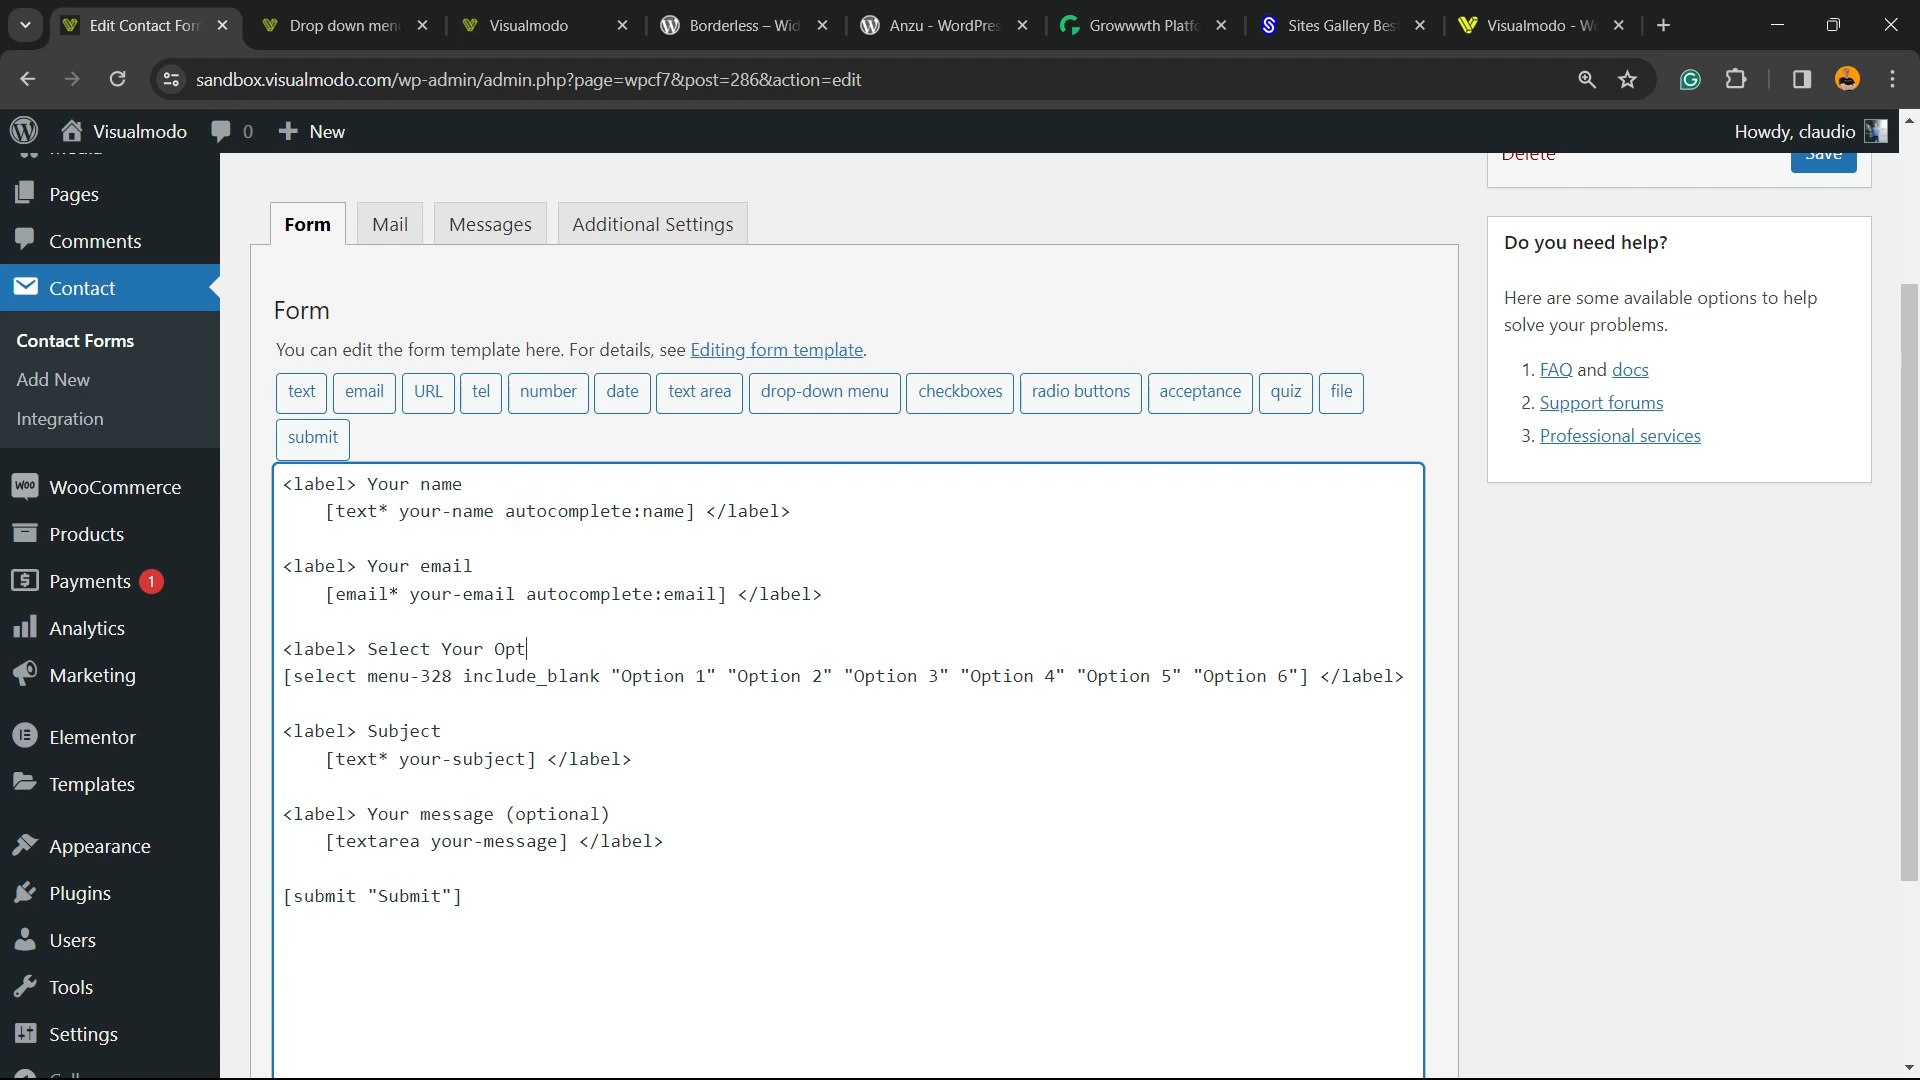 Edit Contact For
Drop down menu
Visualmodo
Borderless – Wid
Anzu - WordPres
Growwwth Platf
Sites Gallery Bes
Visualmodo - W
sandbox.visualmodo.com/wp-admin/admin.php?page=wpcf7&post=286&action=edit
Visualmodo
0
New
Howdy, claudio
Pages
Comments
Contact
Contact Forms
Add New
Integration
WooCommerce
Products
Payments 1
Analytics
Marketing
Elementor
Templates
Appearance
Plugins
Users
Tools
Settings
Form
Mail
Messages
Additional Settings
Form
You can edit the form template here. For details, see Editing form template.
text
email
URL
tel
number
date
text area
drop-down menu
checkboxes
radio buttons
acceptance
quiz
file
submit
<label> Your name
[text* your-name autocomplete:name] </label>
<label> Your email
[email* your-email autocomplete:email] </label>
<label> Select Your Opt
[select menu-328 include_blank "Option 1" "Option 2" "Option 3" "Option 4" "Option 5" "Option 6"] </label>
<label> Subject
[text* your-subject] </label>
<label> Your message (optional)
[textarea your-message] </label>
[submit "Submit"]
Delete
Save
Do you need help?
Here are some available options to help
solve your problems.
1. FAQ and docs
2. Support forums
3. Professional services